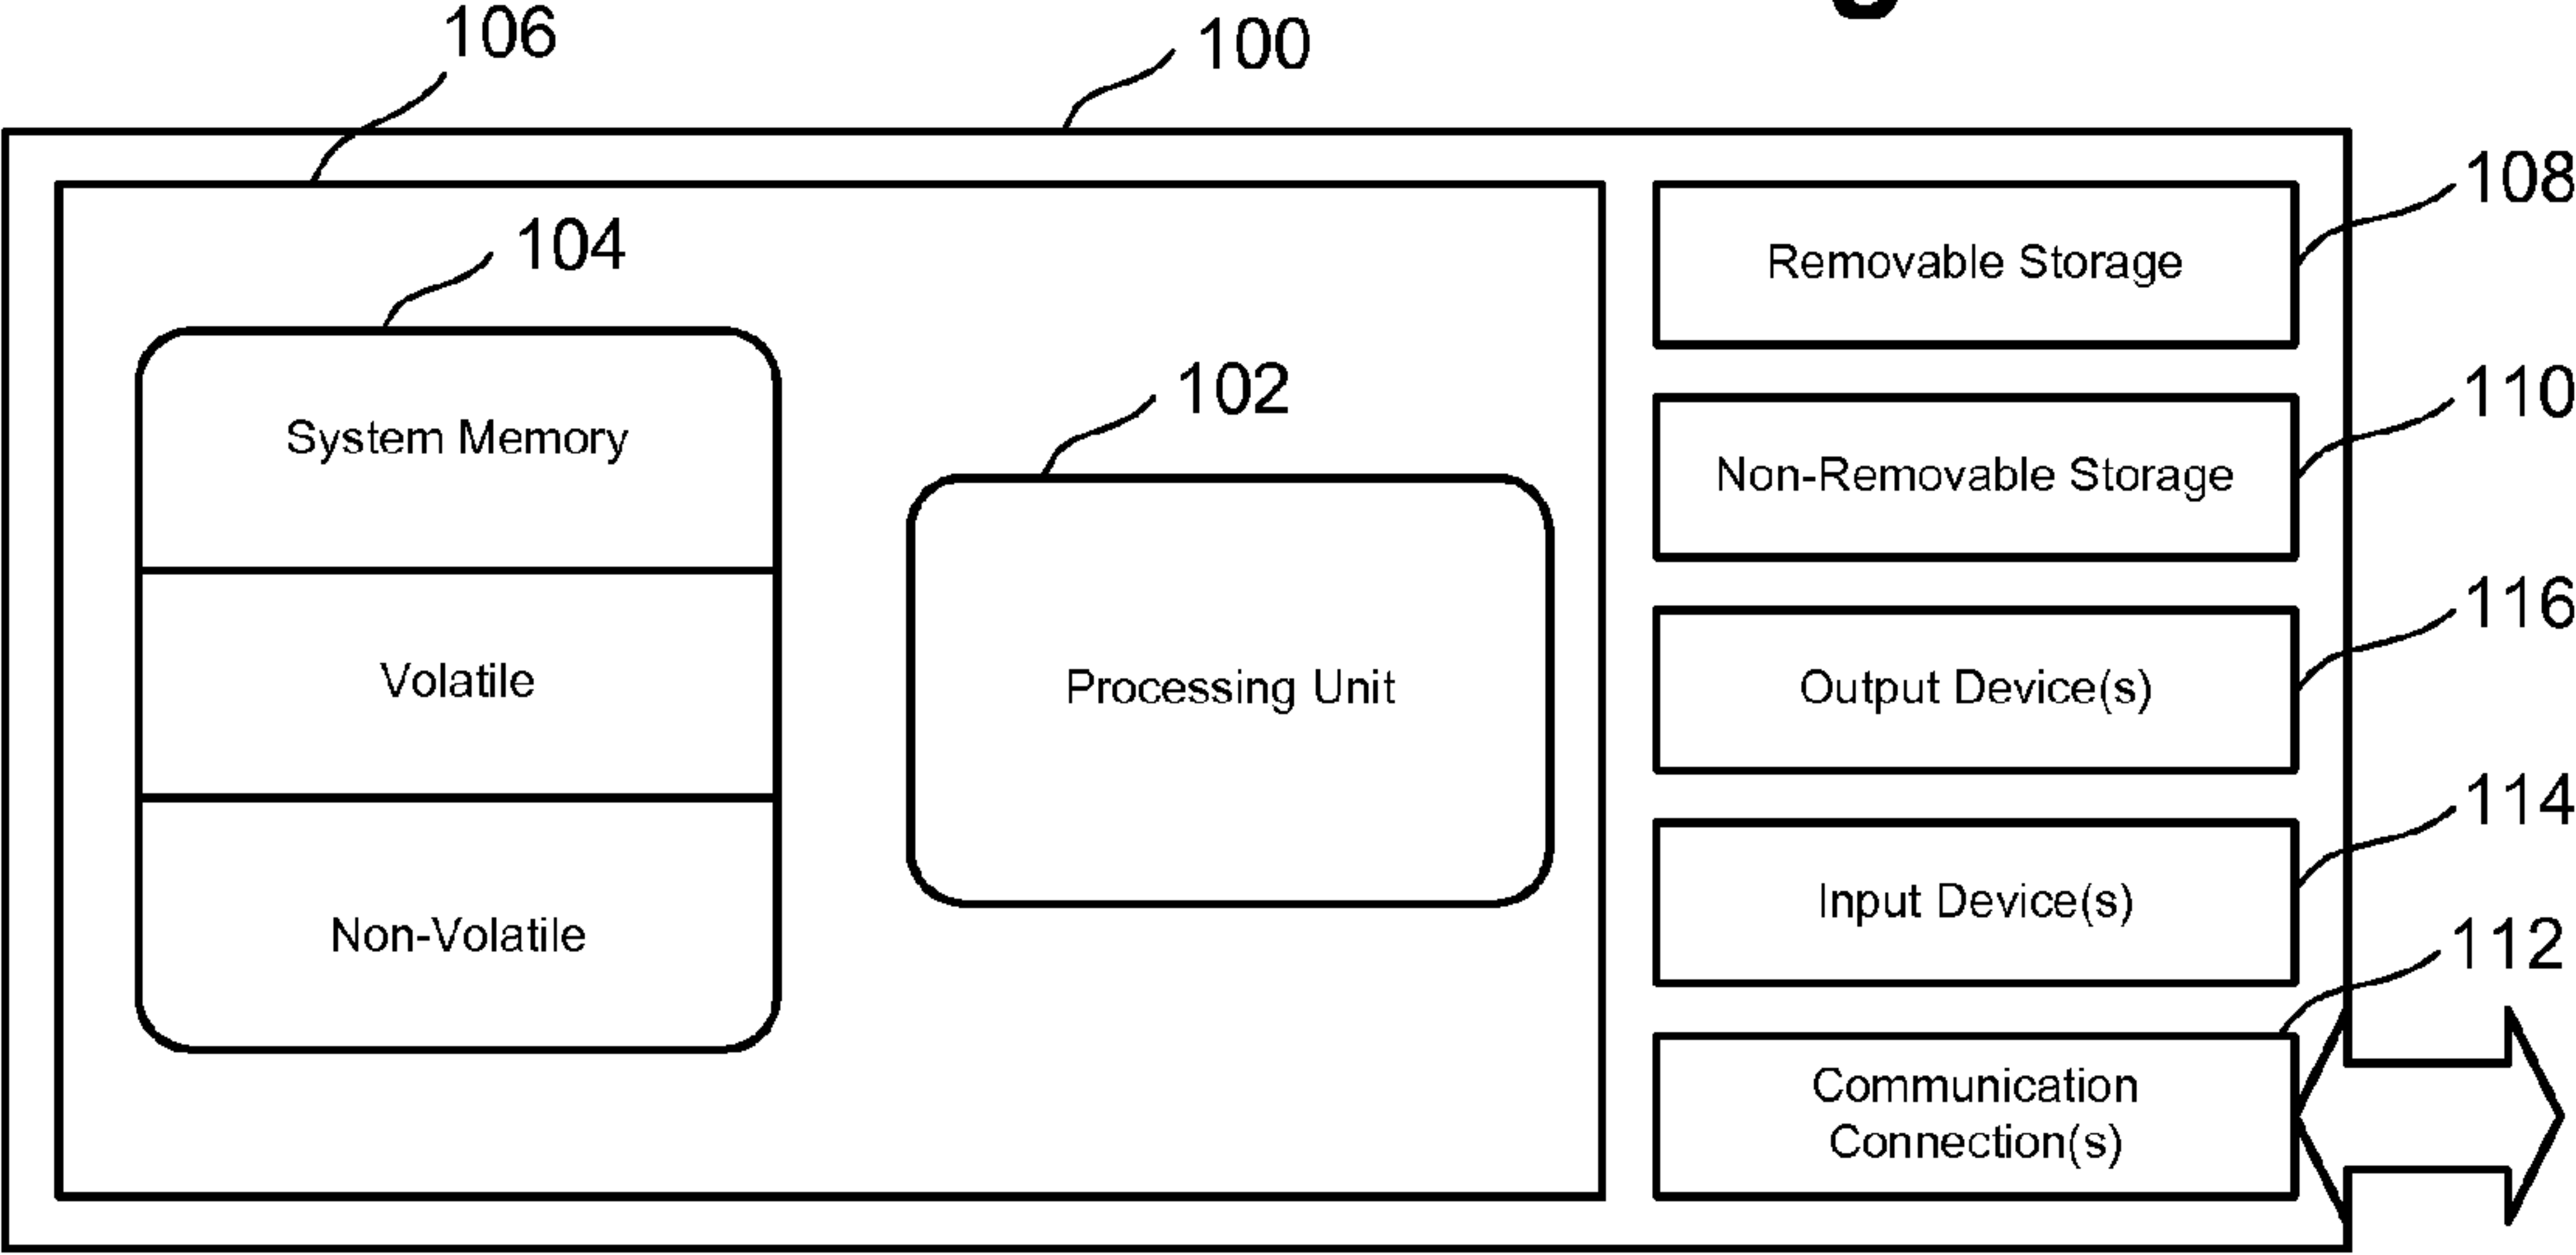 106
100
108
104
Removable Storage
110
102
System Memory
Non-Removable Storage
116
Volatile
Processing Unit
Output Device(s)
114
Input Device(s)
112
Non-Volatile
Communication
Connection(s)